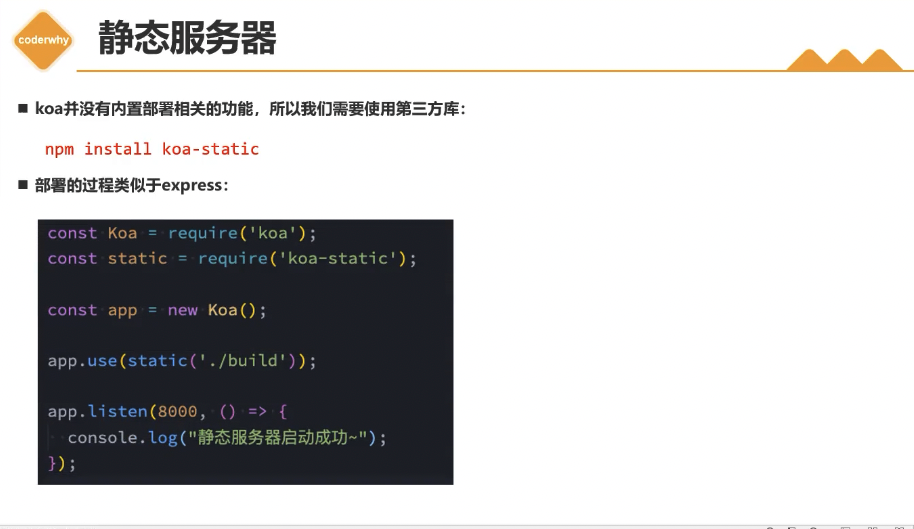 coderwhy
静态服务器
■ koa并没有内置部署相关的功能，所以我们需要使用第三方库：
npm install koa-static
■ 部署的过程类似于express：
const Koa = require('koa');
const static = require('koa-static');
const app = new Koa();
app.use(static('./build'));
app.listen(8000, () => {
  console.log("静态服务器启动成功~");
});